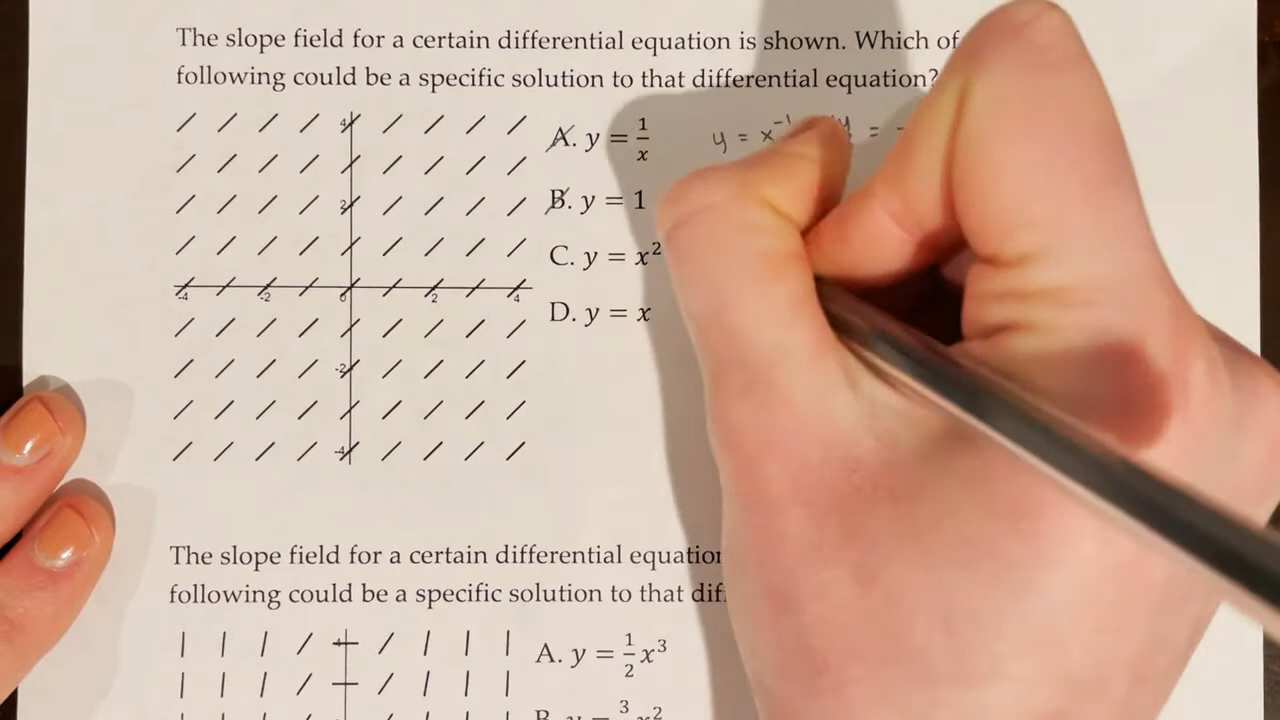 The slope field for a certain differential equation is shown. Which of
following could be a specific solution to that differential equation?
A. y = 1/x
y = x⁻¹
y = -
B. y = 1
C. y = x²
D. y = x
4
2
-4 -2 0 2 4
-2
-4
The slope field for a certain differential equation
following could be a specific solution to that dif
A. y = 1/2 x³